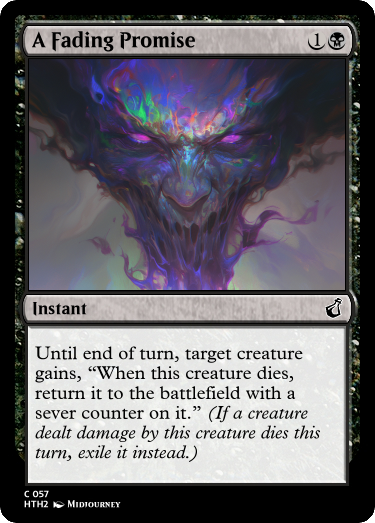 A Fading Promise 1
Instant
Until end of turn, target creature
gains, “When this creature dies,
return it to the battlefield with a
sever counter on it.” (If a creature
dealt damage by this creature dies this
turn, exile it instead.)
C 057
HTH2 Midjourney